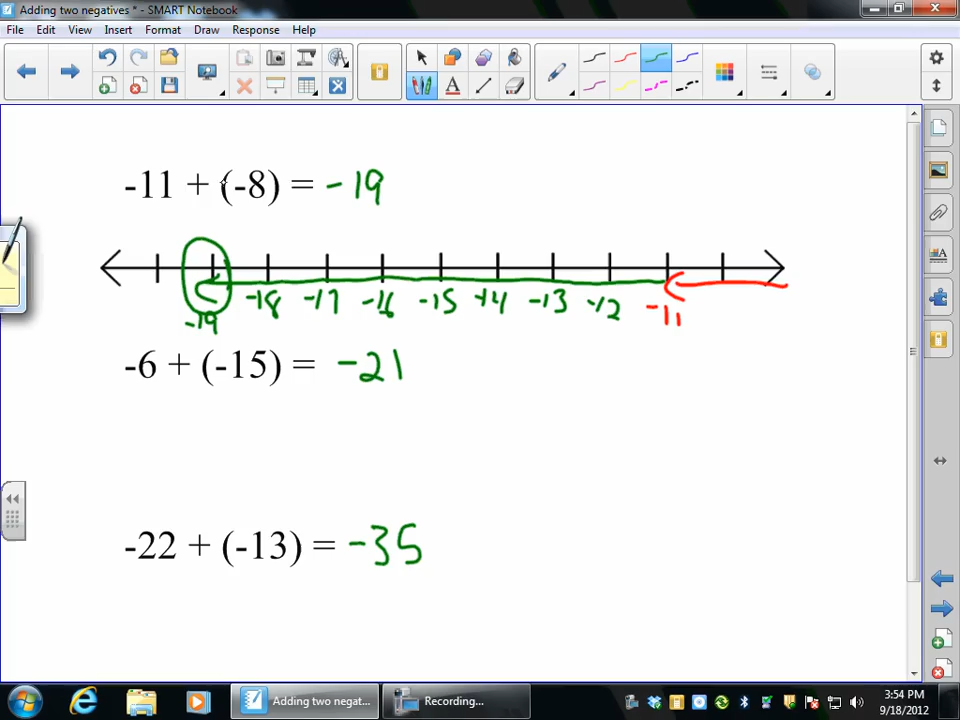 Adding two negatives * - SMART Notebook
File Edit View Insert Format Draw Response Help
-11 + (-8) = -19
-19 -18 -17 -16 -15 -14 -13 -12 -11
-6 + (-15) = -21
-22 + (-13) = -35
Adding two negat... Recording...
3:54 PM
9/18/2012